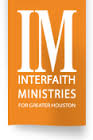 IM
INTERFAITH
MINISTRIES
FOR GREATER HOUSTON